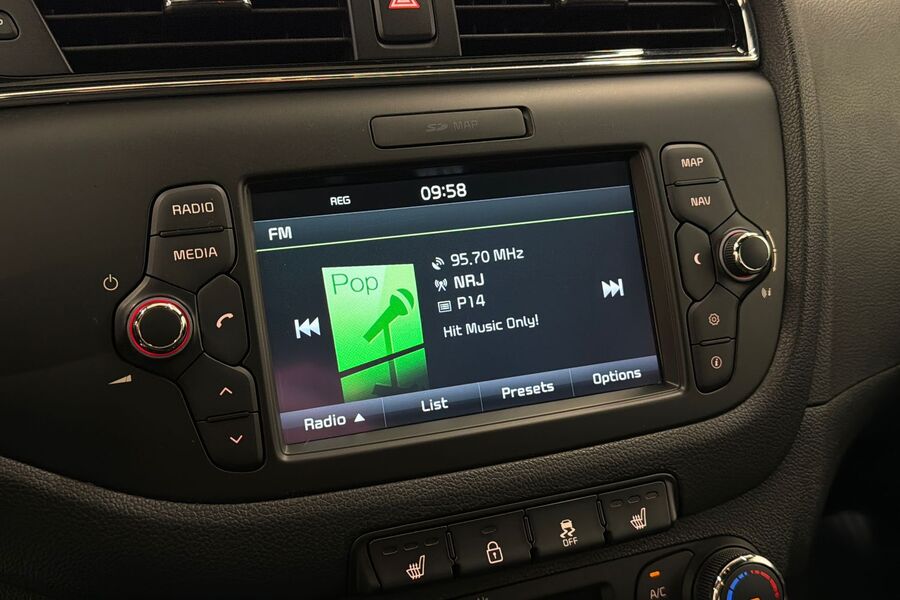 SD MAP
REG 09:58
FM
RADIO
MEDIA
MAP
NAV
Pop
95.70 MHz
NRJ
P14
Hit Music Only!
Radio List Presets Options
OFF
A/C